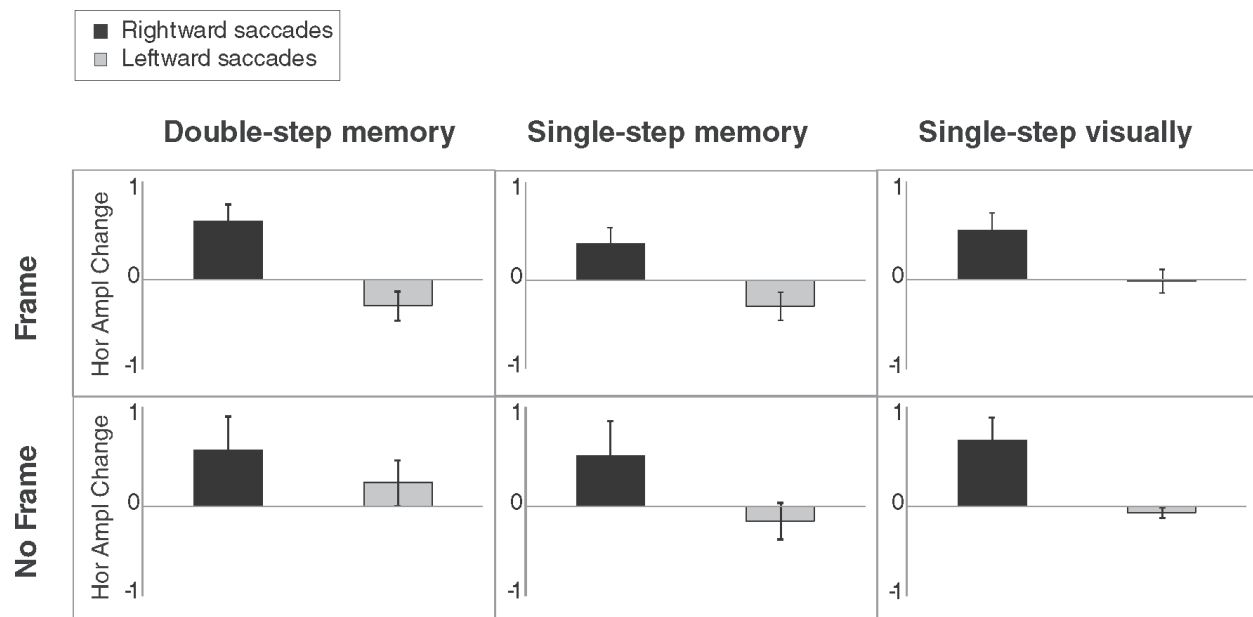 Rightward saccades
Leftward saccades
Double-step memory Single-step memory Single-step visually
Frame
Hor Ampl Change
1
0
-1
1
0
-1
1
0
-1
No Frame
Hor Ampl Change
1
0
-1
1
0
-1
1
0
-1